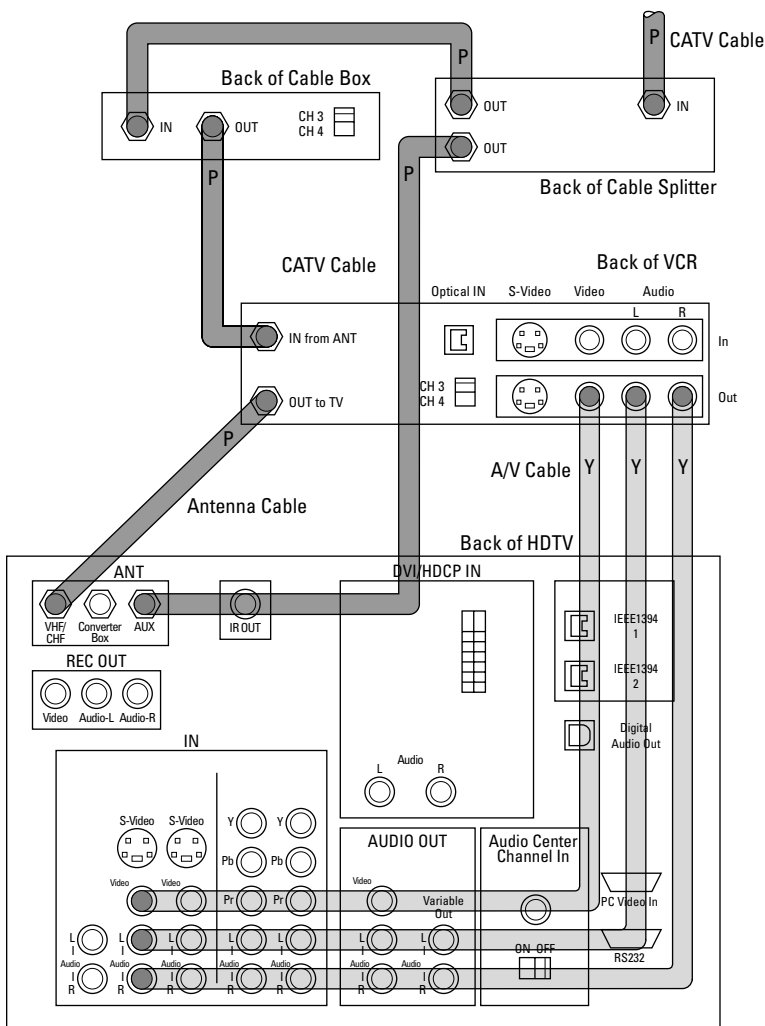 P CATV Cable
P
Back of Cable Box
IN
OUT
CH 3
CH 4
OUT
IN
OUT
P
P
Back of Cable Splitter
CATV Cable
Back of VCR
Optical IN S-Video Video Audio
L R
IN from ANT
In
CH 3
CH 4
OUT to TV
Out
P
A/V Cable Y Y Y
Antenna Cable
Back of HDTV
ANT
DVI/HDCP IN
VHF/
CHF
Converter
Box
AUX
IR OUT
IEEE1394
1
REC OUT
IEEE1394
2
Video Audio-L Audio-R
Digital
Audio Out
IN
Audio
L R
S-Video S-Video
Y Y
AUDIO OUT
Audio Center
Channel In
Pb Pb
Video Video
Pr Pr
Video
Variable
Out
PC Video In
L L L L L L L
I I I I I I I
ON OFF
RS232
Audio Audio Audio Audio Audio Audio Audio
I I I I I I I
R R R R R R R